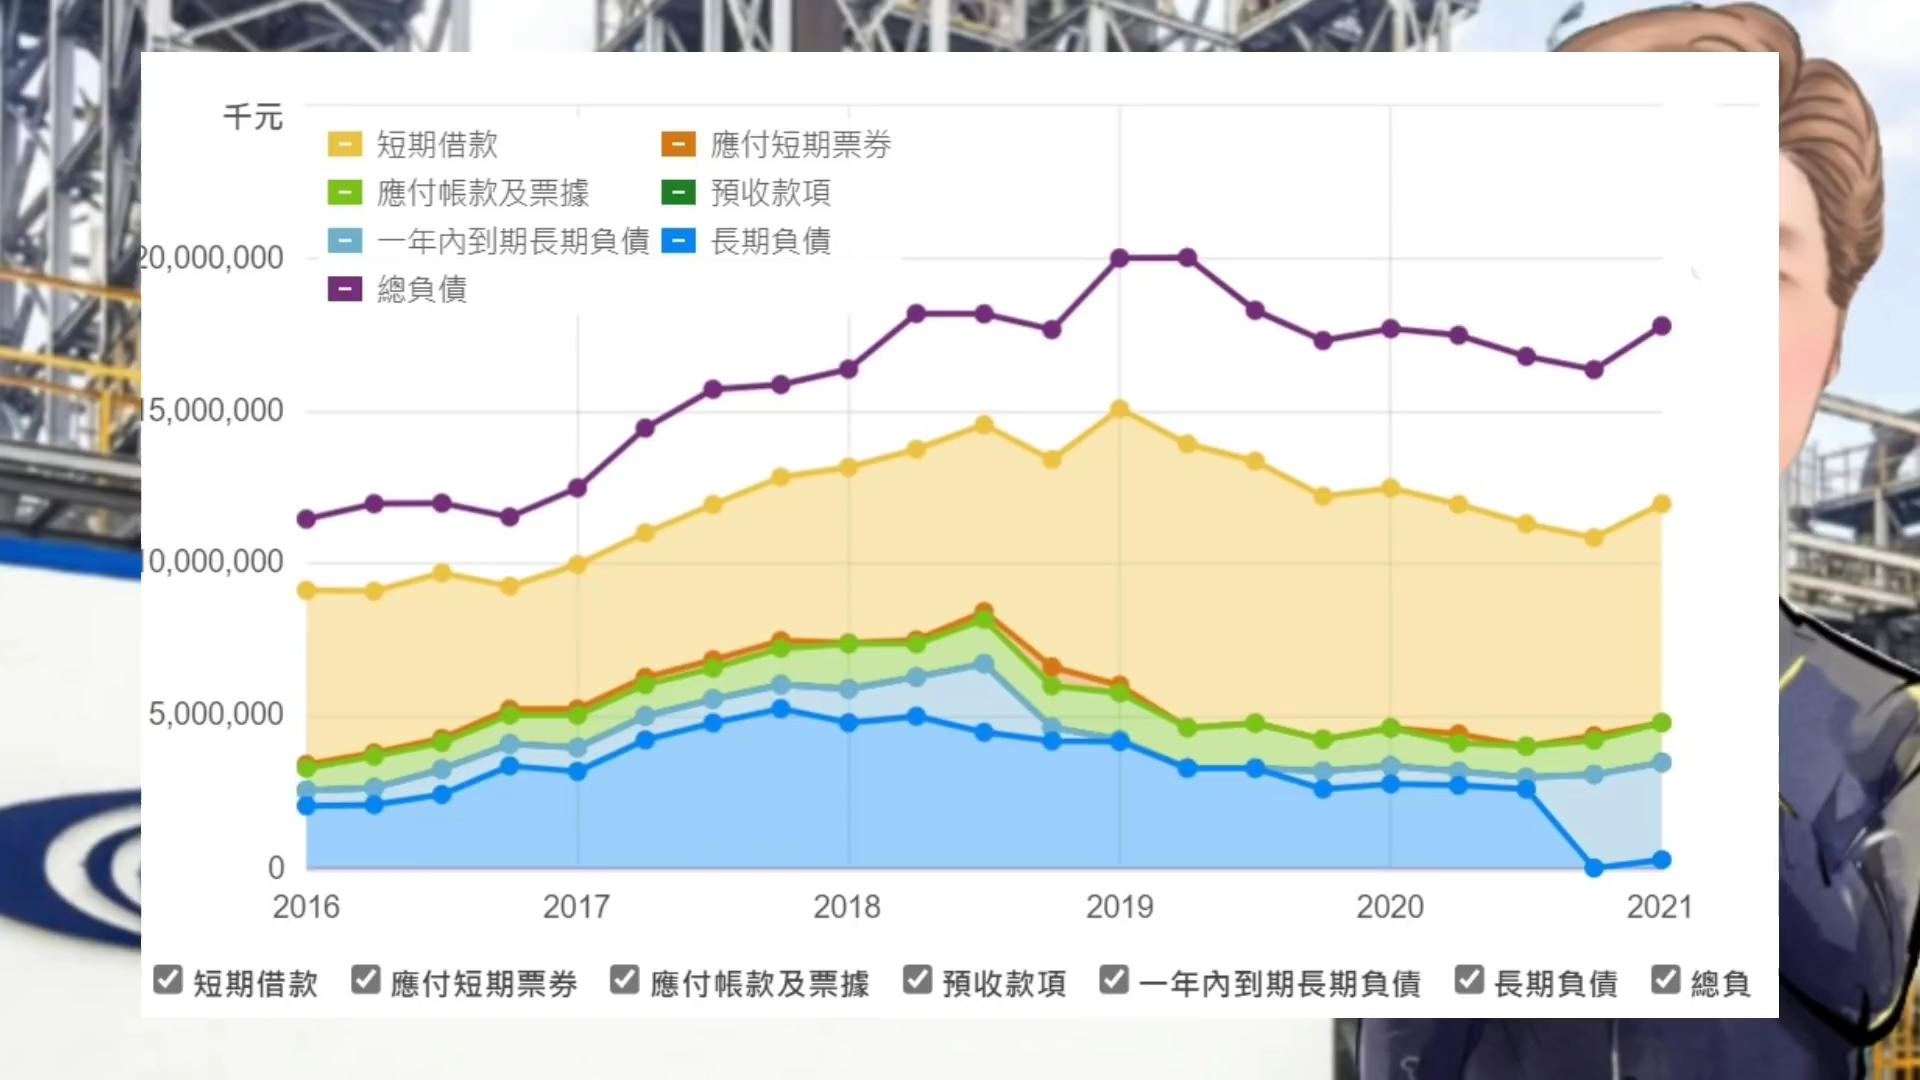 千元
短期借款
應付短期票券
應付帳款及票據
預收款項
一年內到期長期負債
長期負債
總負債
20,000,000
15,000,000
10,000,000
5,000,000
0
2016 2017 2018 2019 2020 2021
短期借款 應付短期票券 應付帳款及票據 預收款項 一年內到期長期負債 長期負債 總負